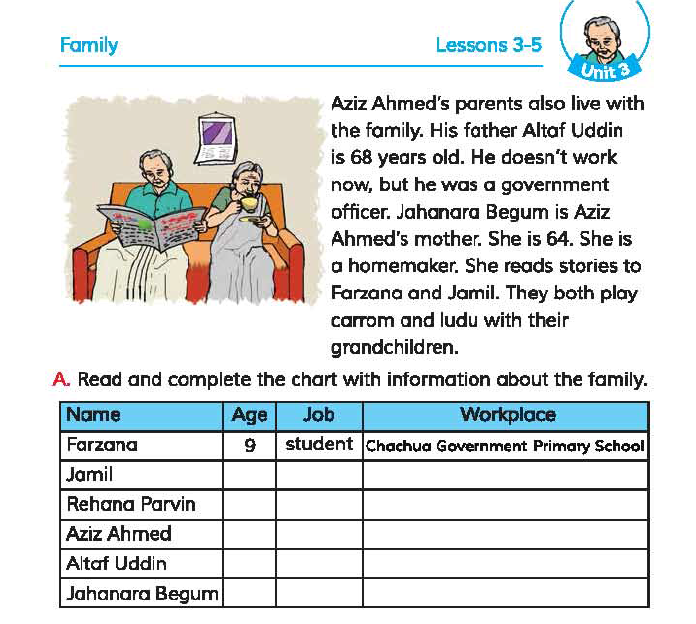 Family
Lessons 3-5
Unit 3
Aziz Ahmed's parents also live with
the family. His father Altaf Uddin
is 68 years old. He doesn't work
now, but he was a government
officer. Jahanara Begum is Aziz
Ahmed's mother. She is 64. She is
a homemaker. She reads stories to
Farzana and Jamil. They both play
carrom and ludu with their
grandchildren.
A. Read and complete the chart with information about the family.
Name Age Job Workplace
Farzana 9 student Chachua Government Primary School
Jamil
Rehana Parvin
Aziz Ahmed
Altaf Uddin
Jahanara Begum